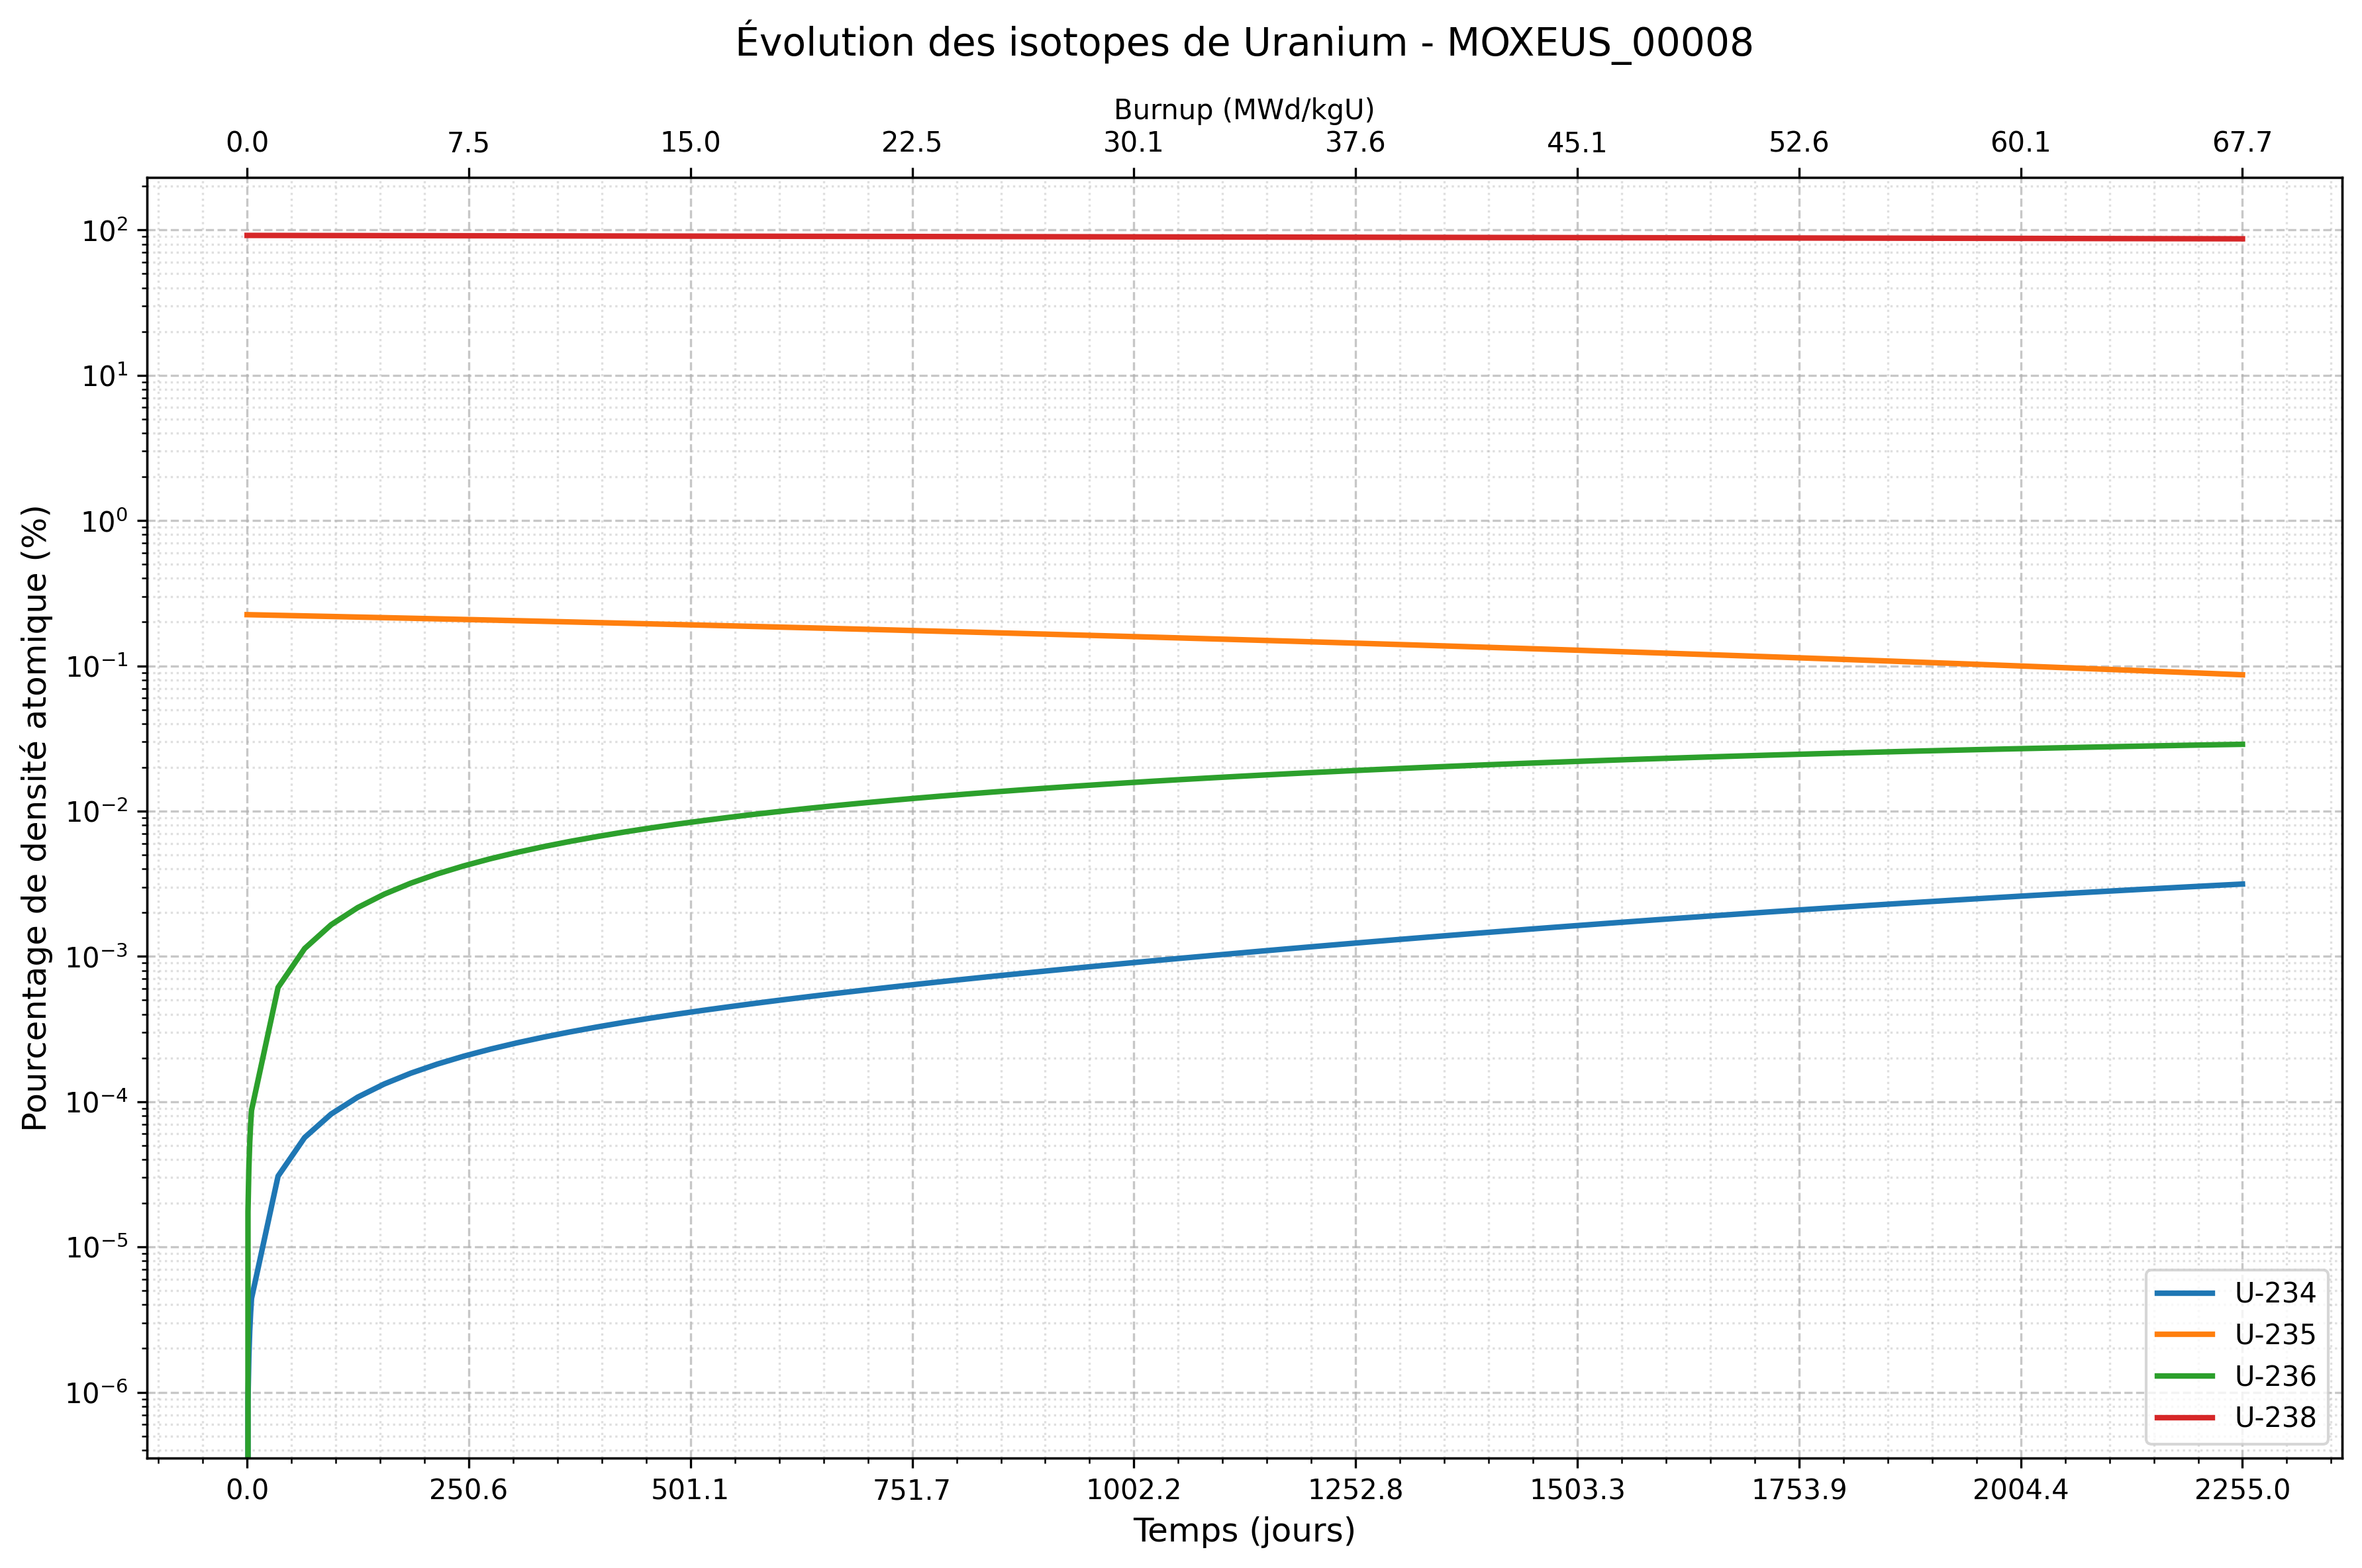 Évolution des isotopes de Uranium - MOXEUS_00008
Burnup (MWd/kgU)
0.0 7.5 15.0 22.5 30.1 37.6 45.1 52.6 60.1 67.7
Pourcentage de densité atomique (%)
10²
10¹
10⁰
10⁻¹
10⁻²
10⁻³
10⁻⁴
10⁻⁵
10⁻⁶
U-234
U-235
U-236
U-238
0.0 250.6 501.1 751.7 1002.2 1252.8 1503.3 1753.9 2004.4 2255.0
Temps (jours)